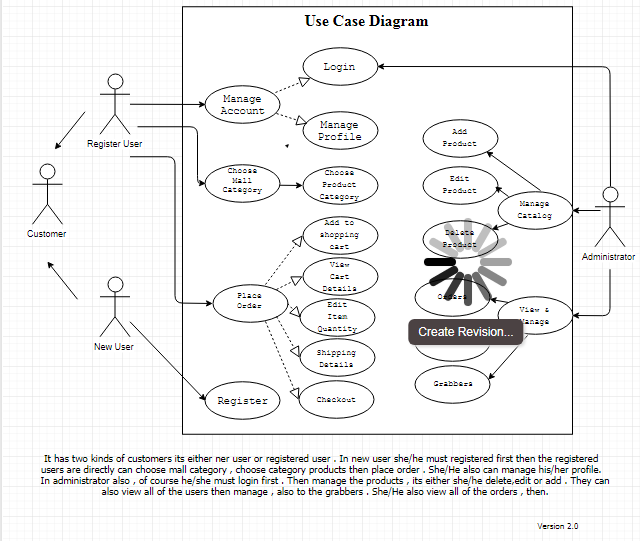 Use Case Diagram
Login
Manage
Account
Manage
Profile
Register User
Choose
Mall
Category
Choose
Product
Category
Add
Product
Edit
Product
Manage
Catalog
Delete
Product
Customer
Administrator
Add to
shopping
cart
View
Cart
Details
Place
Order
Edit
Item
Quantity
Orders
View &
Manage
Create Revision...
New User
Shipping
Details
Grabbers
Register
Checkout
It has two kinds of customers its either ner user or registered user . In new user she/he must registered first then the registered
users are directly can choose mall category , choose category products then place order . She/He also can manage his/her profile.
In administrator also , of course he/she must login first . Then manage the products , its either she/he delete,edit or add . They can
also view all of the users then manage , also to the grabbers . She/He also view all of the orders , then.
Version 2.0